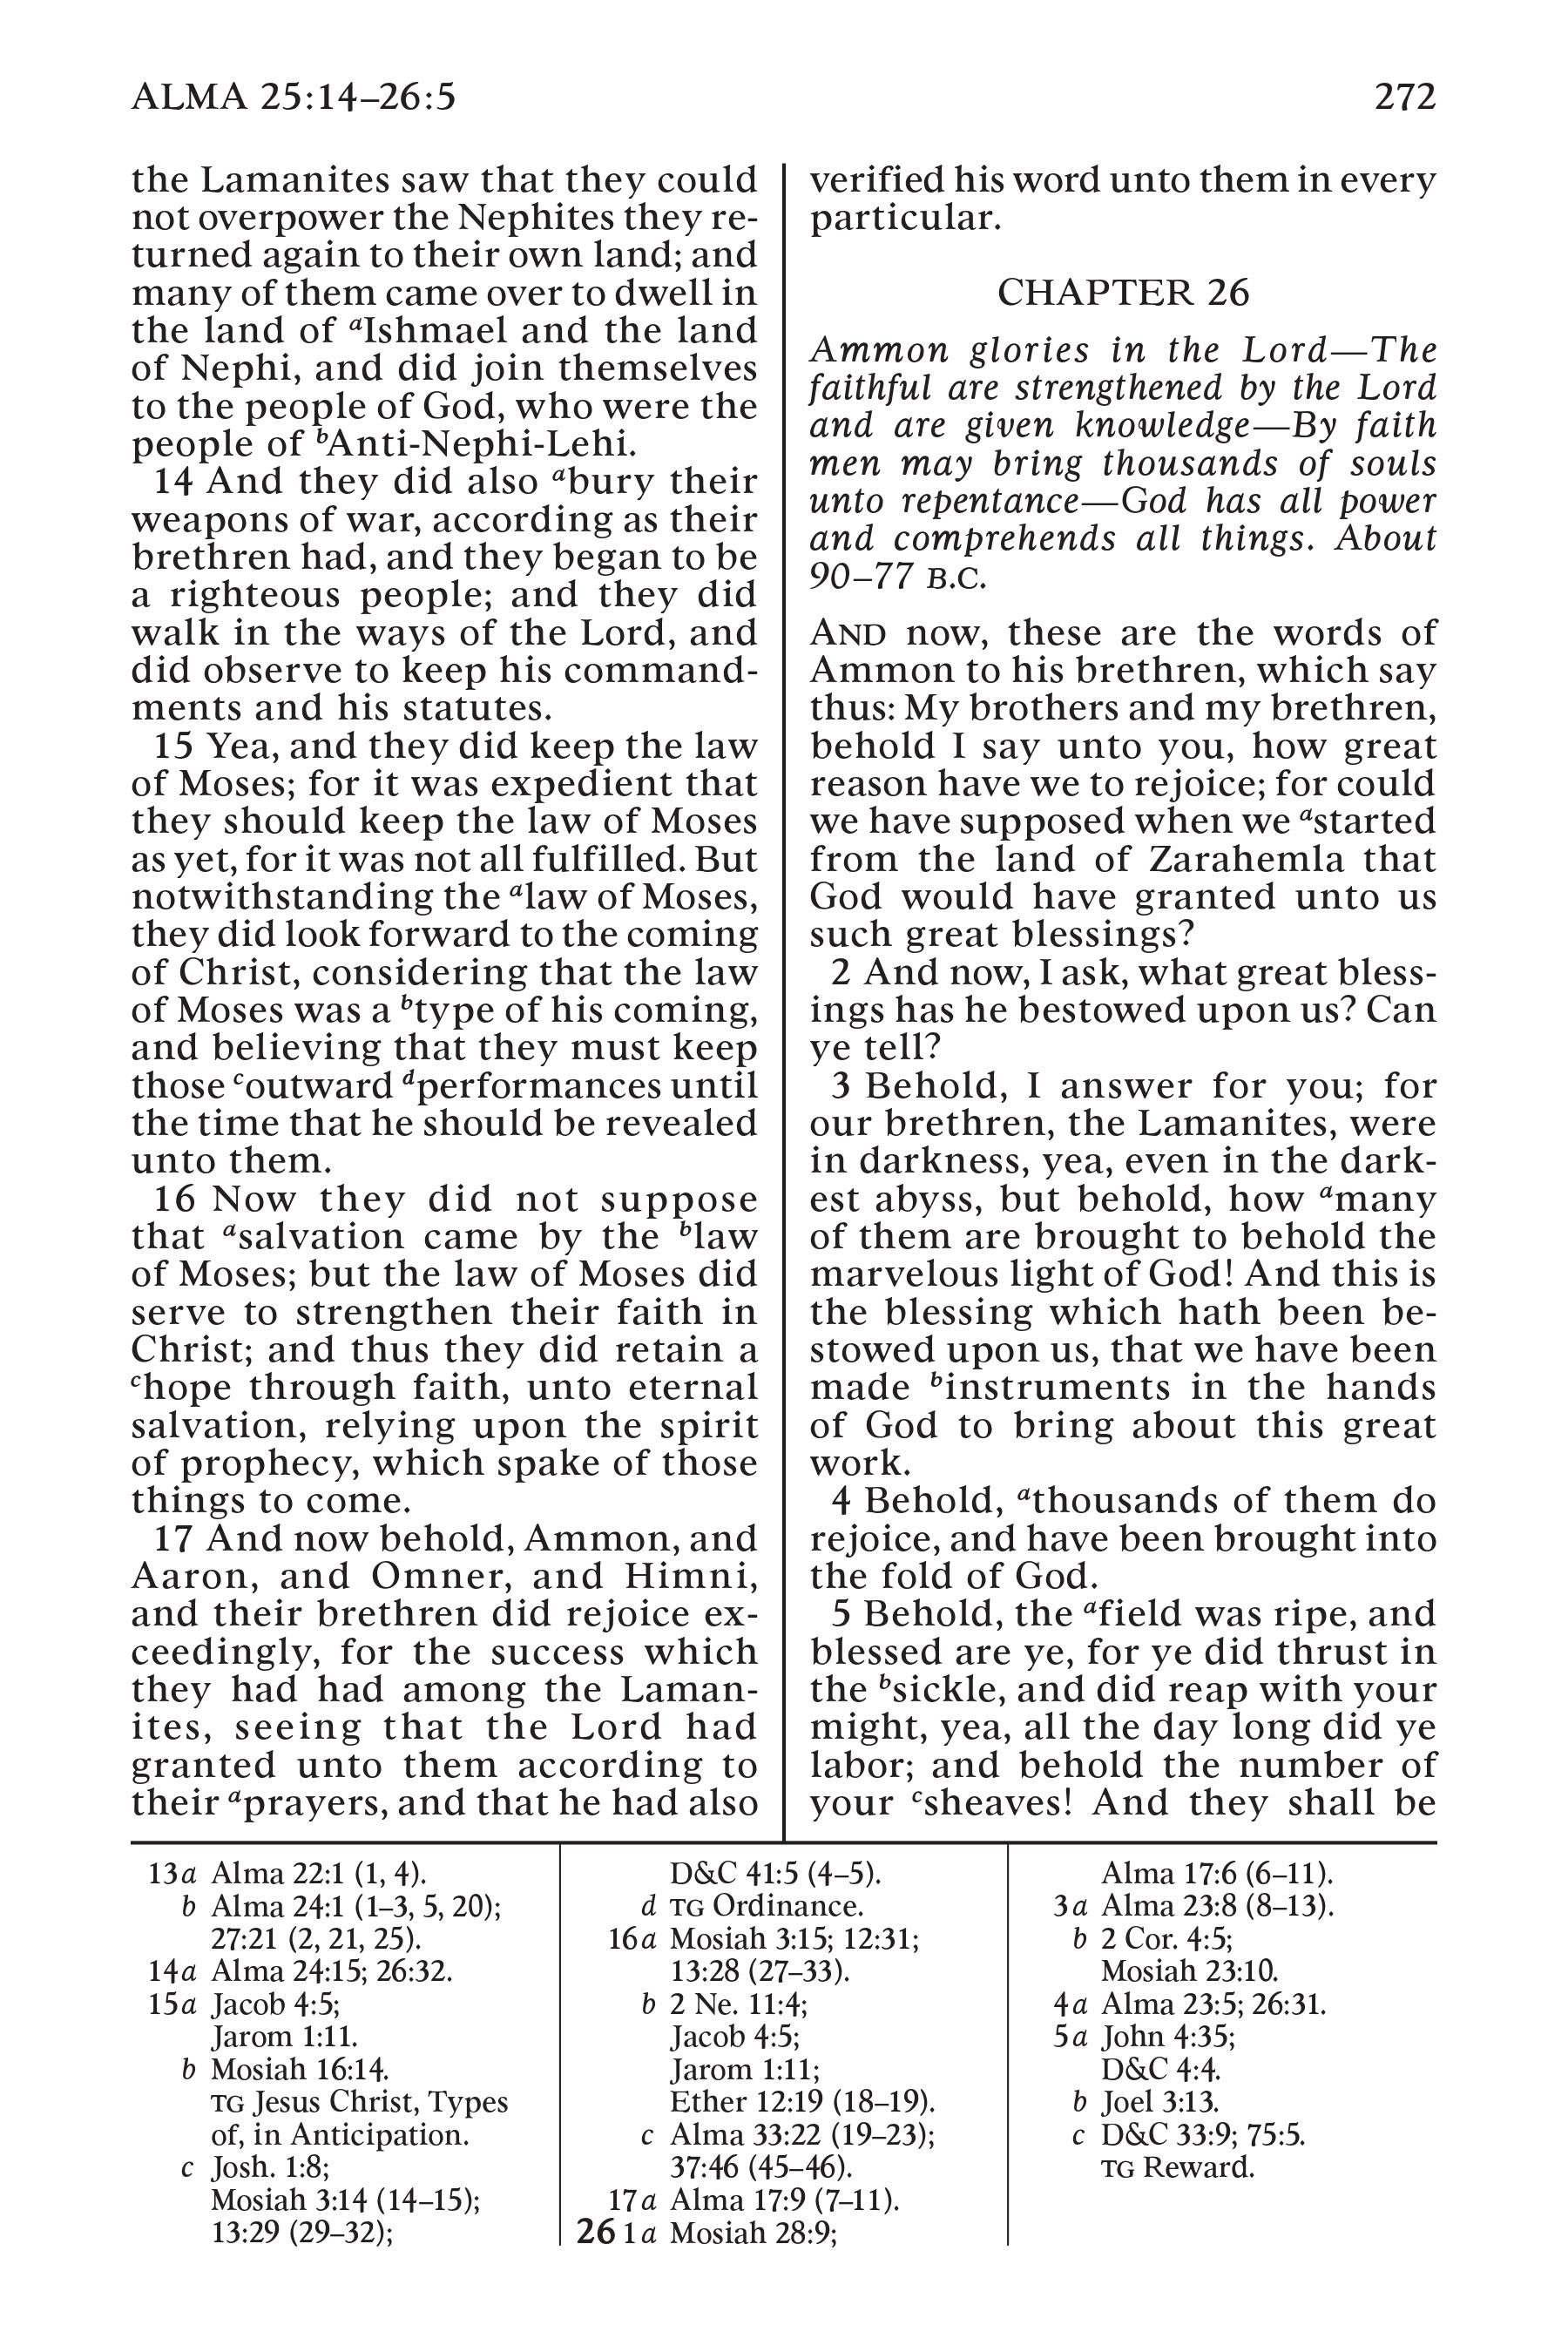 ALMA 25:14–26:5
272
the Lamanites saw that they could
not overpower the Nephites they re-
turned again to their own land; and
many of them came over to dwell in
the land of aIshmael and the land
of Nephi, and did join themselves
to the people of God, who were the
people of bAnti-Nephi-Lehi.
14 And they did also abury their
weapons of war, according as their
brethren had, and they began to be
a righteous people; and they did
walk in the ways of the Lord, and
did observe to keep his command-
ments and his statutes.
15 Yea, and they did keep the law
of Moses; for it was expedient that
they should keep the law of Moses
as yet, for it was not all fulfilled. But
notwithstanding the alaw of Moses,
they did look forward to the coming
of Christ, considering that the law
of Moses was a btype of his coming,
and believing that they must keep
those coutward dperformances until
the time that he should be revealed
unto them.
16 Now they did not suppose
that asalvation came by the blaw
of Moses; but the law of Moses did
serve to strengthen their faith in
Christ; and thus they did retain a
chope through faith, unto eternal
salvation, relying upon the spirit
of prophecy, which spake of those
things to come.
17 And now behold, Ammon, and
Aaron, and Omner, and Himni,
and their brethren did rejoice ex-
ceedingly, for the success which
they had had among the Laman-
ites, seeing that the Lord had
granted unto them according to
their aprayers, and that he had also
verified his word unto them in every
particular.
CHAPTER 26
Ammon glories in the Lord—The
faithful are strengthened by the Lord
and are given knowledge—By faith
men may bring thousands of souls
unto repentance—God has all power
and comprehends all things. About
90–77 B.C.
AND now, these are the words of
Ammon to his brethren, which say
thus: My brothers and my brethren,
behold I say unto you, how great
reason have we to rejoice; for could
we have supposed when we astarted
from the land of Zarahemla that
God would have granted unto us
such great blessings?
2 And now, I ask, what great bless-
ings has he bestowed upon us? Can
ye tell?
3 Behold, I answer for you; for
our brethren, the Lamanites, were
in darkness, yea, even in the dark-
est abyss, but behold, how amany
of them are brought to behold the
marvelous light of God! And this is
the blessing which hath been be-
stowed upon us, that we have been
made binstruments in the hands
of God to bring about this great
work.
4 Behold, athousands of them do
rejoice, and have been brought into
the fold of God.
5 Behold, the afield was ripe, and
blessed are ye, for ye did thrust in
the bsickle, and did reap with your
might, yea, all the day long did ye
labor; and behold the number of
your csheaves! And they shall be
13a Alma 22:1 (1, 4).
b Alma 24:1 (1–3, 5, 20);
27:21 (2, 21, 25).
14a Alma 24:15; 26:32.
15a Jacob 4:5;
Jarom 1:11.
b Mosiah 16:14.
TG Jesus Christ, Types
of, in Anticipation.
c Josh. 1:8;
Mosiah 3:14 (14–15);
13:29 (29–32);
D&C 41:5 (4–5).
d TG Ordinance.
16a Mosiah 3:15; 12:31;
13:28 (27–33).
b 2 Ne. 11:4;
Jacob 4:5;
Jarom 1:11;
Ether 12:19 (18–19).
c Alma 33:22 (19–23);
37:46 (45–46).
17a Alma 17:9 (7–11).
26 1a Mosiah 28:9;
Alma 17:6 (6–11).
3a Alma 23:8 (8–13).
b 2 Cor. 4:5;
Mosiah 23:10.
4a Alma 23:5; 26:31.
5a John 4:35;
D&C 4:4.
b Joel 3:13.
c D&C 33:9; 75:5.
TG Reward.